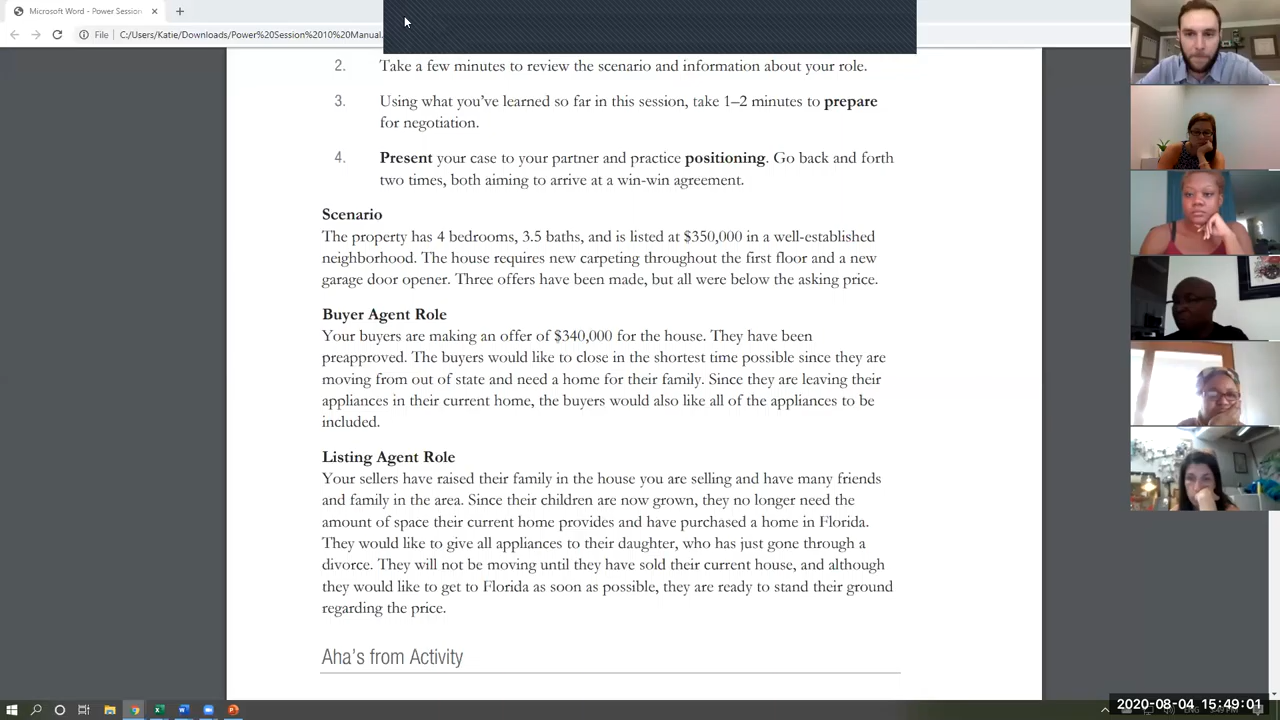 Microsoft Word - Power Session
File
C:/Users/Katie/Downloads/Power%20Session%2010%20Manual.
2. Take a few minutes to review the scenario and information about your role.
3. Using what you've learned so far in this session, take 1–2 minutes to prepare
for negotiation.
4. Present your case to your partner and practice positioning. Go back and forth
two times, both aiming to arrive at a win-win agreement.
Scenario
The property has 4 bedrooms, 3.5 baths, and is listed at $350,000 in a well-established
neighborhood. The house requires new carpeting throughout the first floor and a new
garage door opener. Three offers have been made, but all were below the asking price.
Buyer Agent Role
Your buyers are making an offer of $340,000 for the house. They have been
preapproved. The buyers would like to close in the shortest time possible since they are
moving from out of state and need a home for their family. Since they are leaving their
appliances in their current home, the buyers would also like all of the appliances to be
included.
Listing Agent Role
Your sellers have raised their family in the house you are selling and have many friends
and family in the area. Since their children are now grown, they no longer need the
amount of space their current home provides and have purchased a home in Florida.
They would like to give all appliances to their daughter, who has just gone through a
divorce. They will not be moving until they have sold their current house, and although
they would like to get to Florida as soon as possible, they are ready to stand their ground
regarding the price.
Aha's from Activity
2020-08-04 15:49:01